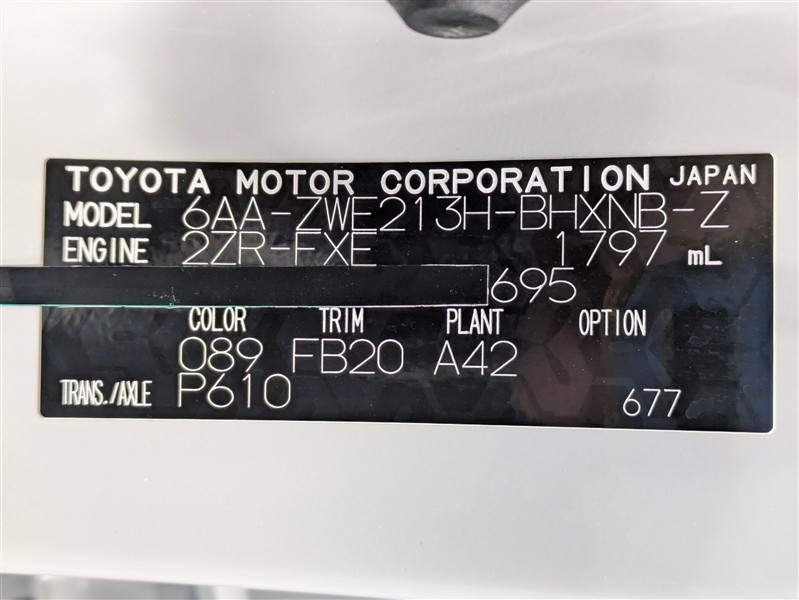 TOYOTA MOTOR CORPORATION JAPAN
MODEL 6AA-ZWE213H-BHXNB-Z
ENGINE 2ZR-FXE 1797 mL
695
COLOR TRIM PLANT OPTION
089 FB20 A42
TRANS./AXLE P610 677